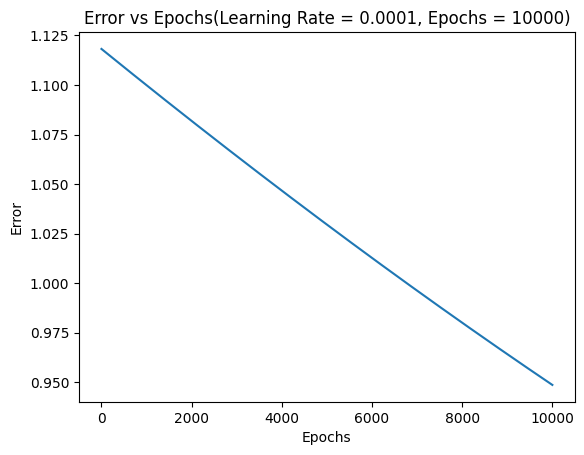 Error vs Epochs(Learning Rate = 0.0001, Epochs = 10000)
1.125
1.100
1.075
1.050
1.025
1.000
0.975
0.950
Error
0 2000 4000 6000 8000 10000
Epochs